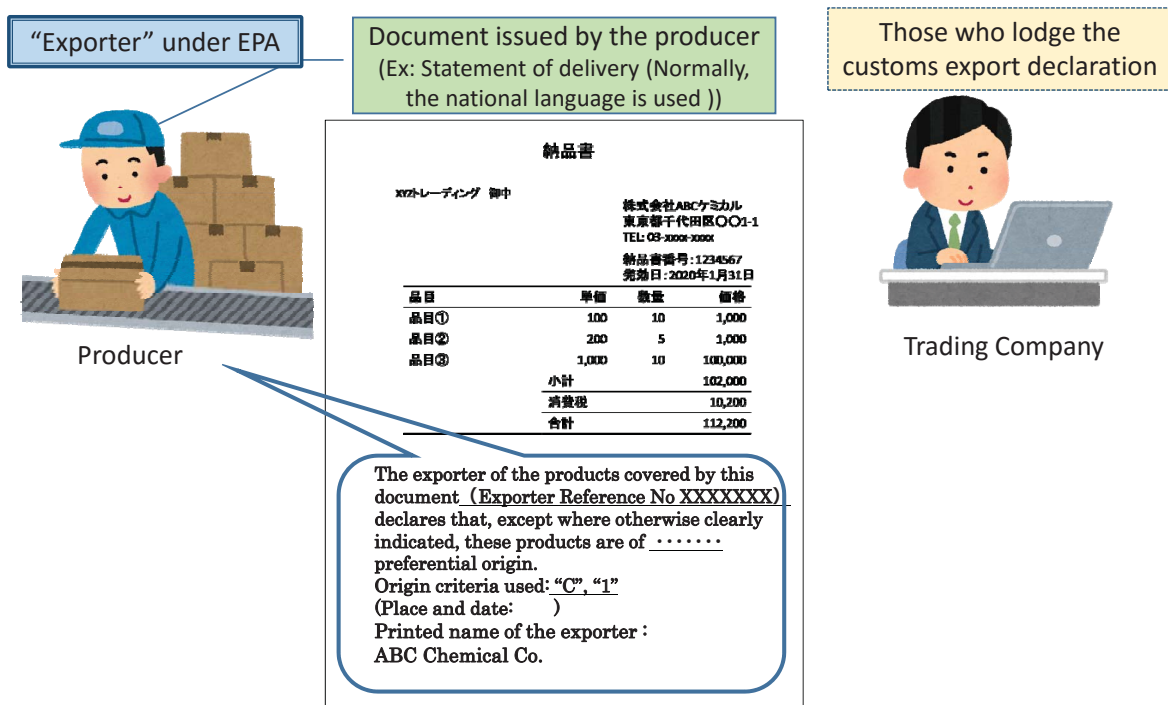 “Exporter” under EPA
Document issued by the producer
(Ex: Statement of delivery (Normally,
the national language is used ))
Those who lodge the
customs export declaration
納品書
XYZトレーディング 御中
株式会社ABCケミカル
東京都千代田区〇〇1-1
TEL: 03-xxxx-xxxx
納品書番号:1234567
発効日:2020年1月31日
品目 単価 数量 価格
品目① 100 10 1,000
品目② 200 5 1,000
品目③ 1,000 10 100,000
小計 102,000
消費税 10,200
合計 112,200
Producer
Trading Company
The exporter of the products covered by this
document (Exporter Reference No XXXXXXX)
declares that, except where otherwise clearly
indicated, these products are of ・・・・・・・
preferential origin.
Origin criteria used: “C”, “1”
(Place and date: )
Printed name of the exporter :
ABC Chemical Co.